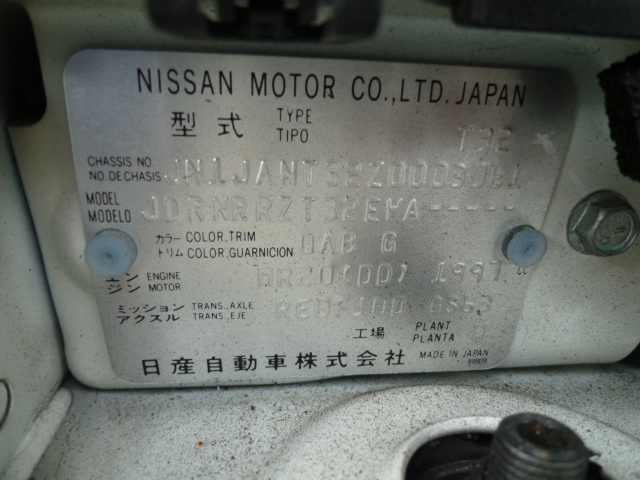 NISSAN MOTOR CO.,LTD. JAPAN
型式 TYPE TIPO T32
CHASSIS NO. NO. DE CHASIS
MODEL MODELO
カラー COLOR, TRIM トリム COLOR, GUARNICION QAB G
エンジン ENGINE MOTOR (DD) 1997 CC
ミッション TRANS., AXLE アクスル TRANS., EJE
工場 PLANT PLANTA
日産自動車株式会社 MADE IN JAPAN